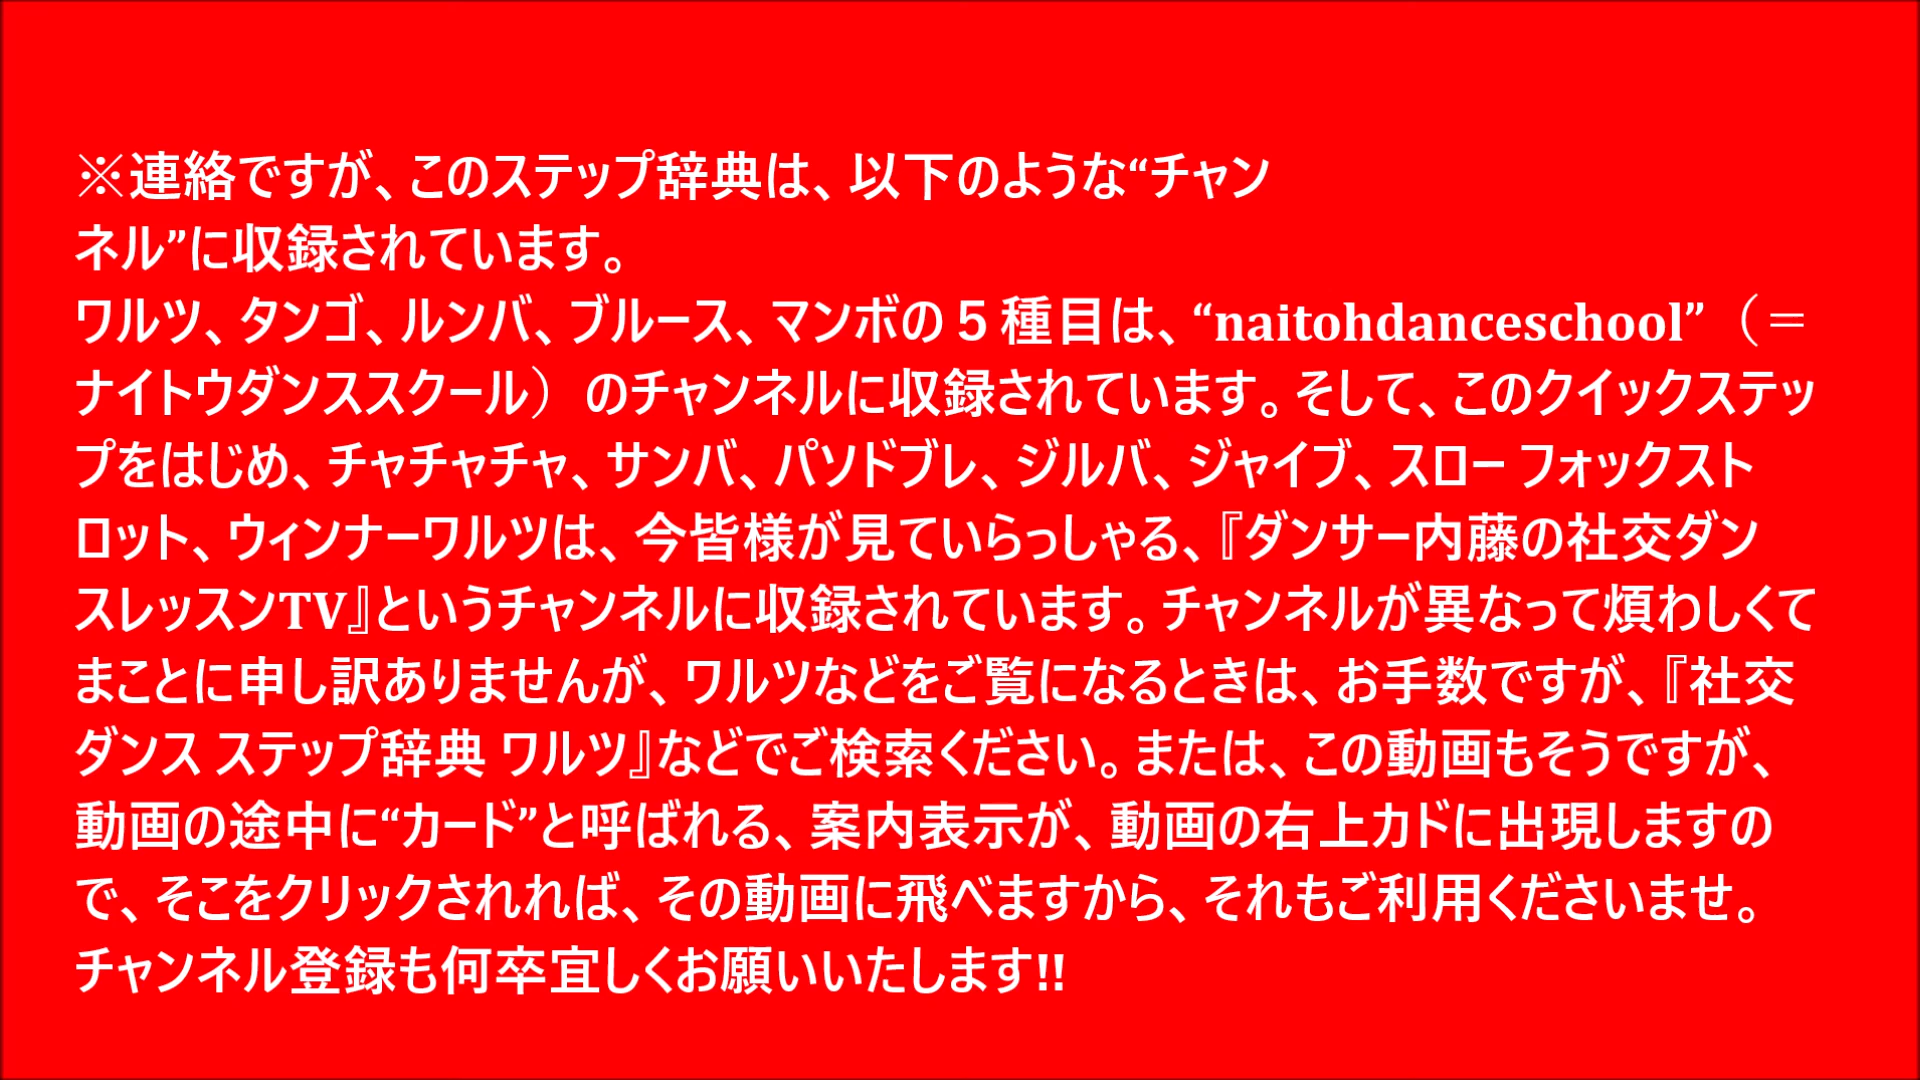 ※連絡ですが、このステップ辞典は、以下のような“チャン
ネル”に収録されています。
ワルツ、タンゴ、ルンバ、ブルース、マンボの５種目は、“naitohdanceschool”（＝
ナイトウダンススクール）のチャンネルに収録されています。そして、このクイックステッ
プをはじめ、チャチャチャ、サンバ、パソドブレ、ジルバ、ジャイブ、スロー フォックスト
ロット、ウィンナーワルツは、今皆様が見ていらっしゃる、『ダンサー内藤の社交ダン
スレッスンTV』というチャンネルに収録されています。チャンネルが異なって煩わしくて
まことに申し訳ありませんが、ワルツなどをご覧になるときは、お手数ですが、『社交
ダンス ステップ辞典 ワルツ』などでご検索ください。または、この動画もそうですが、
動画の途中に“カード”と呼ばれる、案内表示が、動画の右上カドに出現しますの
で、そこをクリックされれば、その動画に飛べますから、それもご利用くださいませ。
チャンネル登録も何卒宜しくお願いいたします!!